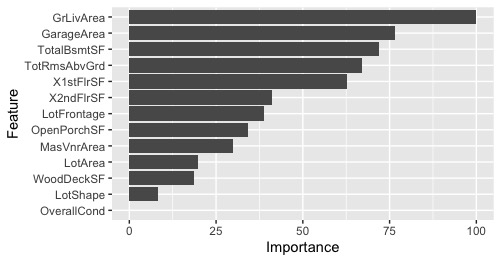 GrLivArea
GarageArea
TotalBsmtSF
TotRmsAbvGrd
X1stFlrSF
X2ndFlrSF
LotFrontage
OpenPorchSF
MasVnrArea
LotArea
WoodDeckSF
LotShape
OverallCond
Feature
0 25 50 75 100
Importance